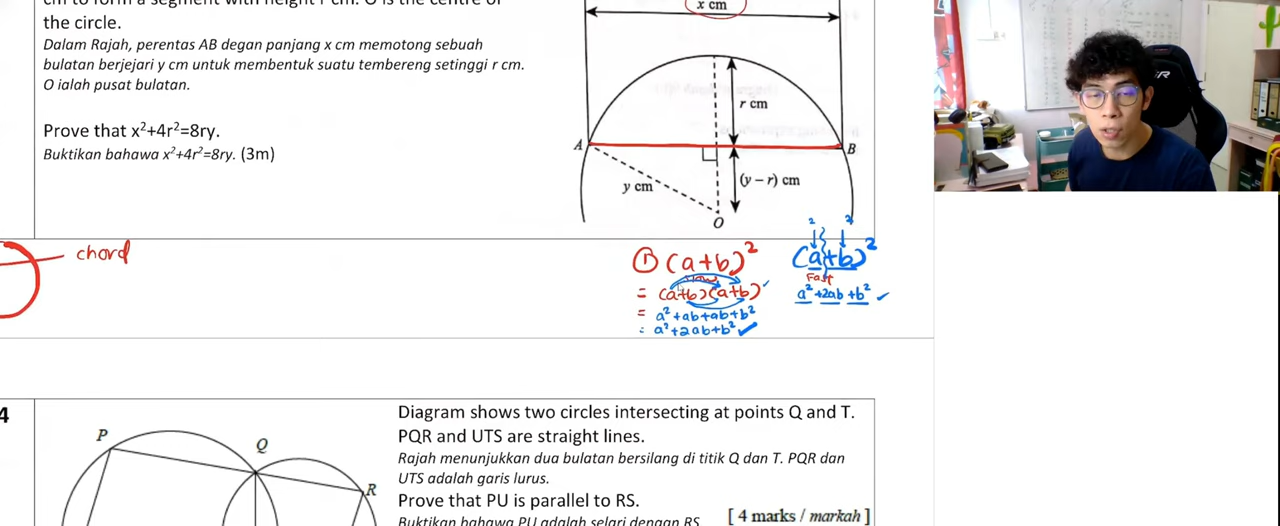 cm to form a segment with height r cm. O is the centre of
the circle.
Dalam Rajah, perentas AB degan panjang x cm memotong sebuah
bulatan berjejari y cm untuk membentuk suatu tembereng setinggi r cm.
O ialah pusat bulatan.
Prove that x²+4r²=8ry.
Buktikan bahawa x²+4r²=8ry. (3m)
x cm
r cm
A
B
y cm
(y – r) cm
O
chord
① (a+b)²
= (a+b)(a+b)
= a²+ab+ab+b²
= a²+2ab+b²
2 2
(a+b)²
Fast
a²+2ab+b²
4
P
Q
R
Diagram shows two circles intersecting at points Q and T.
PQR and UTS are straight lines.
Rajah menunjukkan dua bulatan bersilang di titik Q dan T. PQR dan
UTS adalah garis lurus.
Prove that PU is parallel to RS.
Buktikan bahawa PU adalah selari dengan RS
[ 4 marks / markah ]